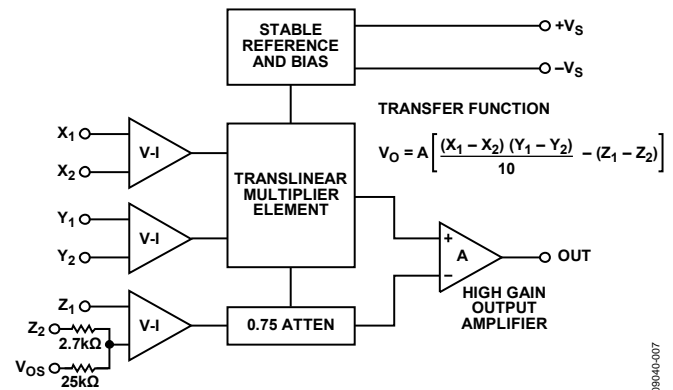 STABLE
REFERENCE
AND BIAS
+VS
–VS
TRANSFER FUNCTION
VO = A [ (X1 – X2) (Y1 – Y2) / 10 – (Z1 – Z2) ]
X1
X2
V-I
TRANSLINEAR
MULTIPLIER
ELEMENT
Y1
Y2
V-I
+
–
A
OUT
HIGH GAIN
OUTPUT
AMPLIFIER
Z1
Z2
2.7kΩ
V-I
0.75 ATTEN
VOS
25kΩ
09040-007